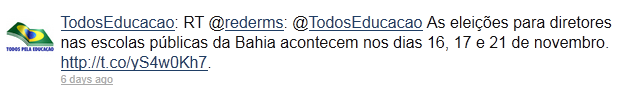 TodosEducacao: RT @rederms: @TodosEducacao As eleições para diretores
nas escolas públicas da Bahia acontecem nos dias 16, 17 e 21 de novembro.
http://t.co/yS4w0Kh7.
6 days ago
TODOS PELA EDUCAÇÃO